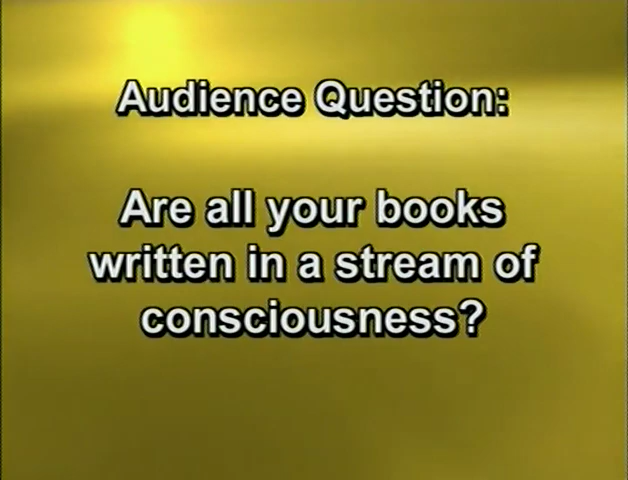 Audience Question:
Are all your books
written in a stream of
consciousness?